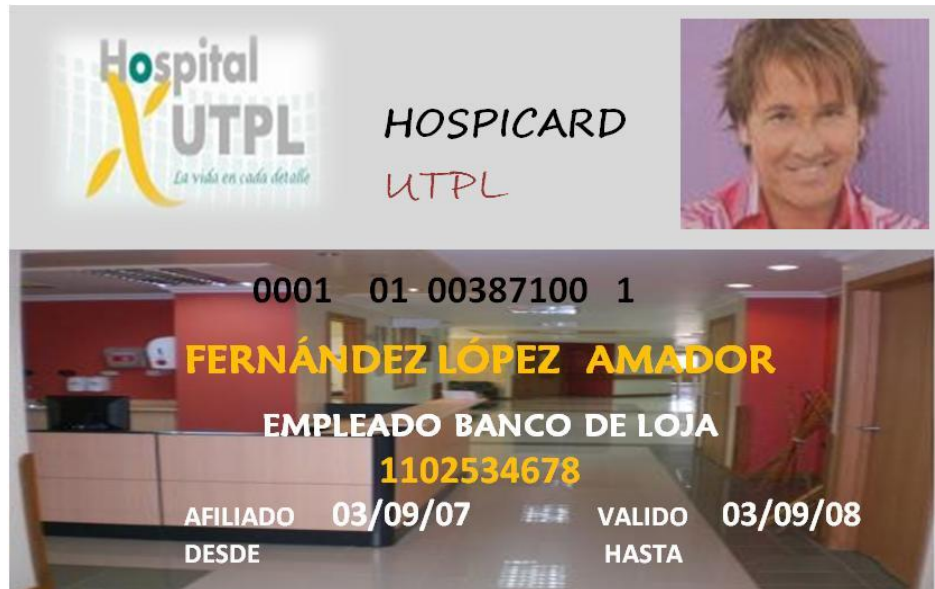 Hospital
UTPL
La vida en cada detalle
HOSPICARD
UTPL
0001 01 00387100 1
FERNÁNDEZ LÓPEZ AMADOR
EMPLEADO BANCO DE LOJA
1102534678
AFILIADO DESDE 03/09/07
VALIDO HASTA 03/09/08